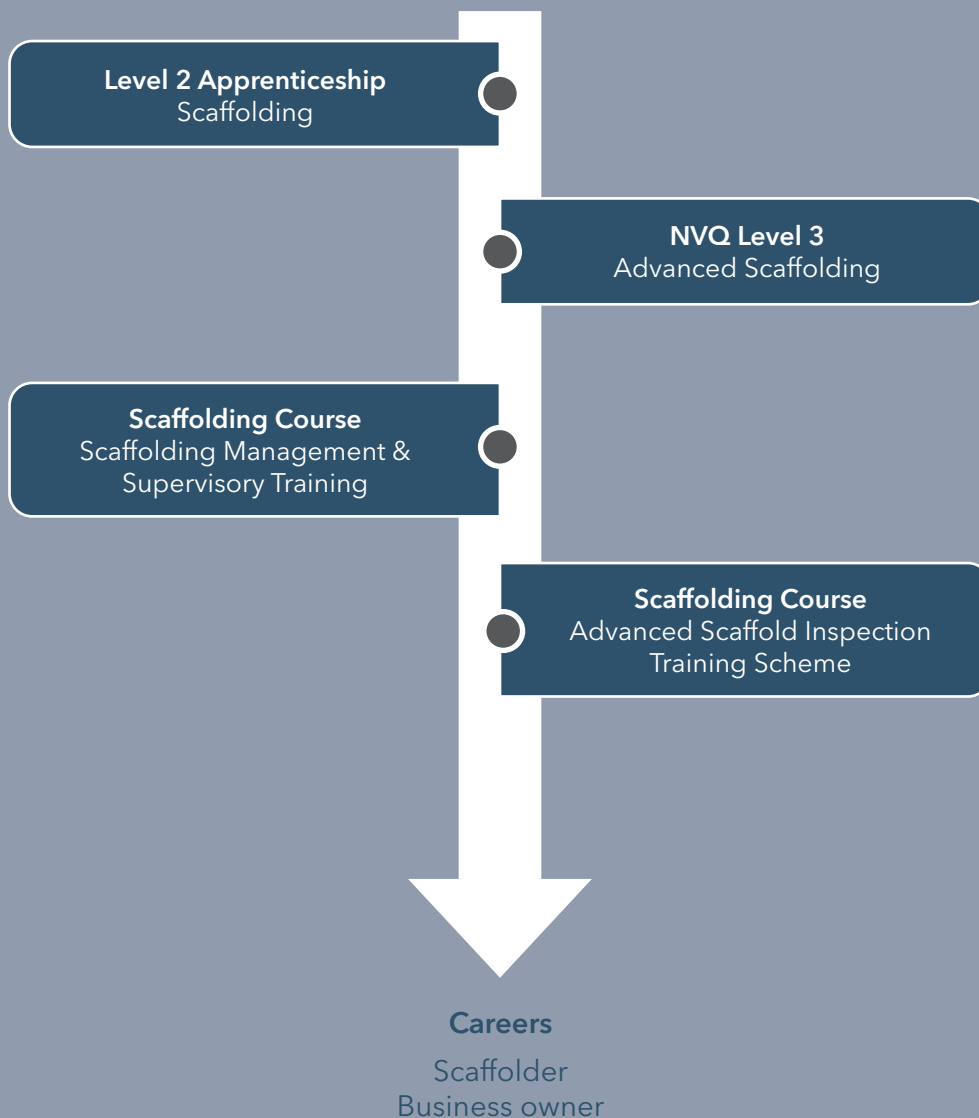 Level 2 Apprenticeship
Scaffolding
NVQ Level 3
Advanced Scaffolding
Scaffolding Course
Scaffolding Management &
Supervisory Training
Scaffolding Course
Advanced Scaffold Inspection
Training Scheme
Careers
Scaffolder
Business owner